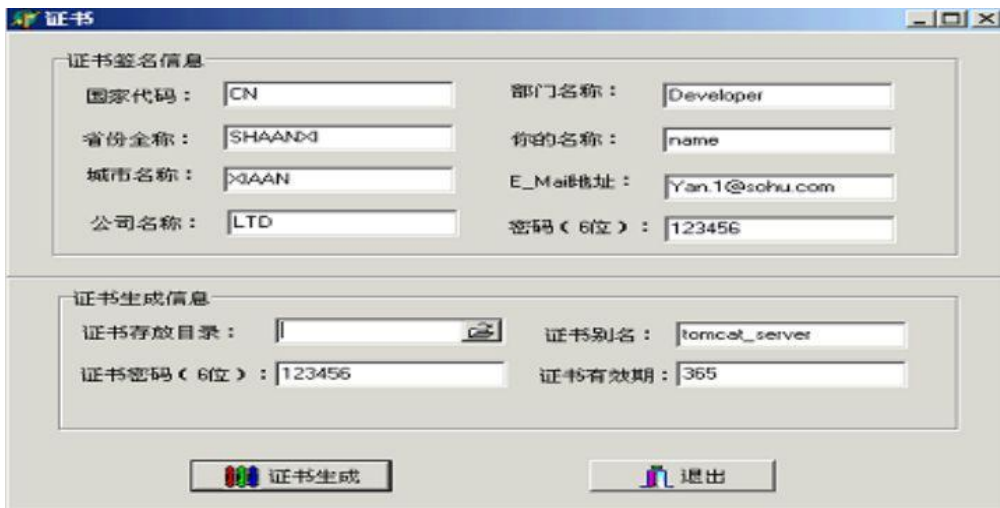 证书
证书签名信息
国家代码： CN 部门名称： Developer
省份全称： SHAANXI 你的名称： name
城市名称： XIAAN E_Mail地址： Yan.1@sohu.com
公司名称： LTD 密码（6位）： 123456
证书生成信息
证书存放目录： 证书别名： tomcat_server
证书密码（6位）： 123456 证书有效期： 365
证书生成 退出